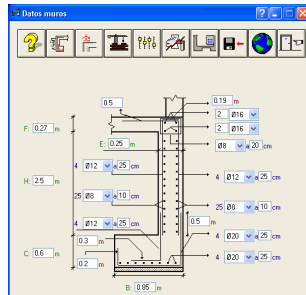 Datos muros
0.5
0.19 m
2 Ø16
2 Ø16
F: 0.27 m
E: 0.25 m
Ø8 a 20 cm
4 Ø12 a 25 cm
4 Ø12 a 25 cm
H: 2.5 m
25 Ø8 a 10 cm
25 Ø8 a 10 cm
4 Ø12 a 25 cm
0.5 m
0.3 m
4 Ø20 a 25 cm
C: 0.6 m
0.2 m
4 Ø20 a 25 cm
B: 0.85 m